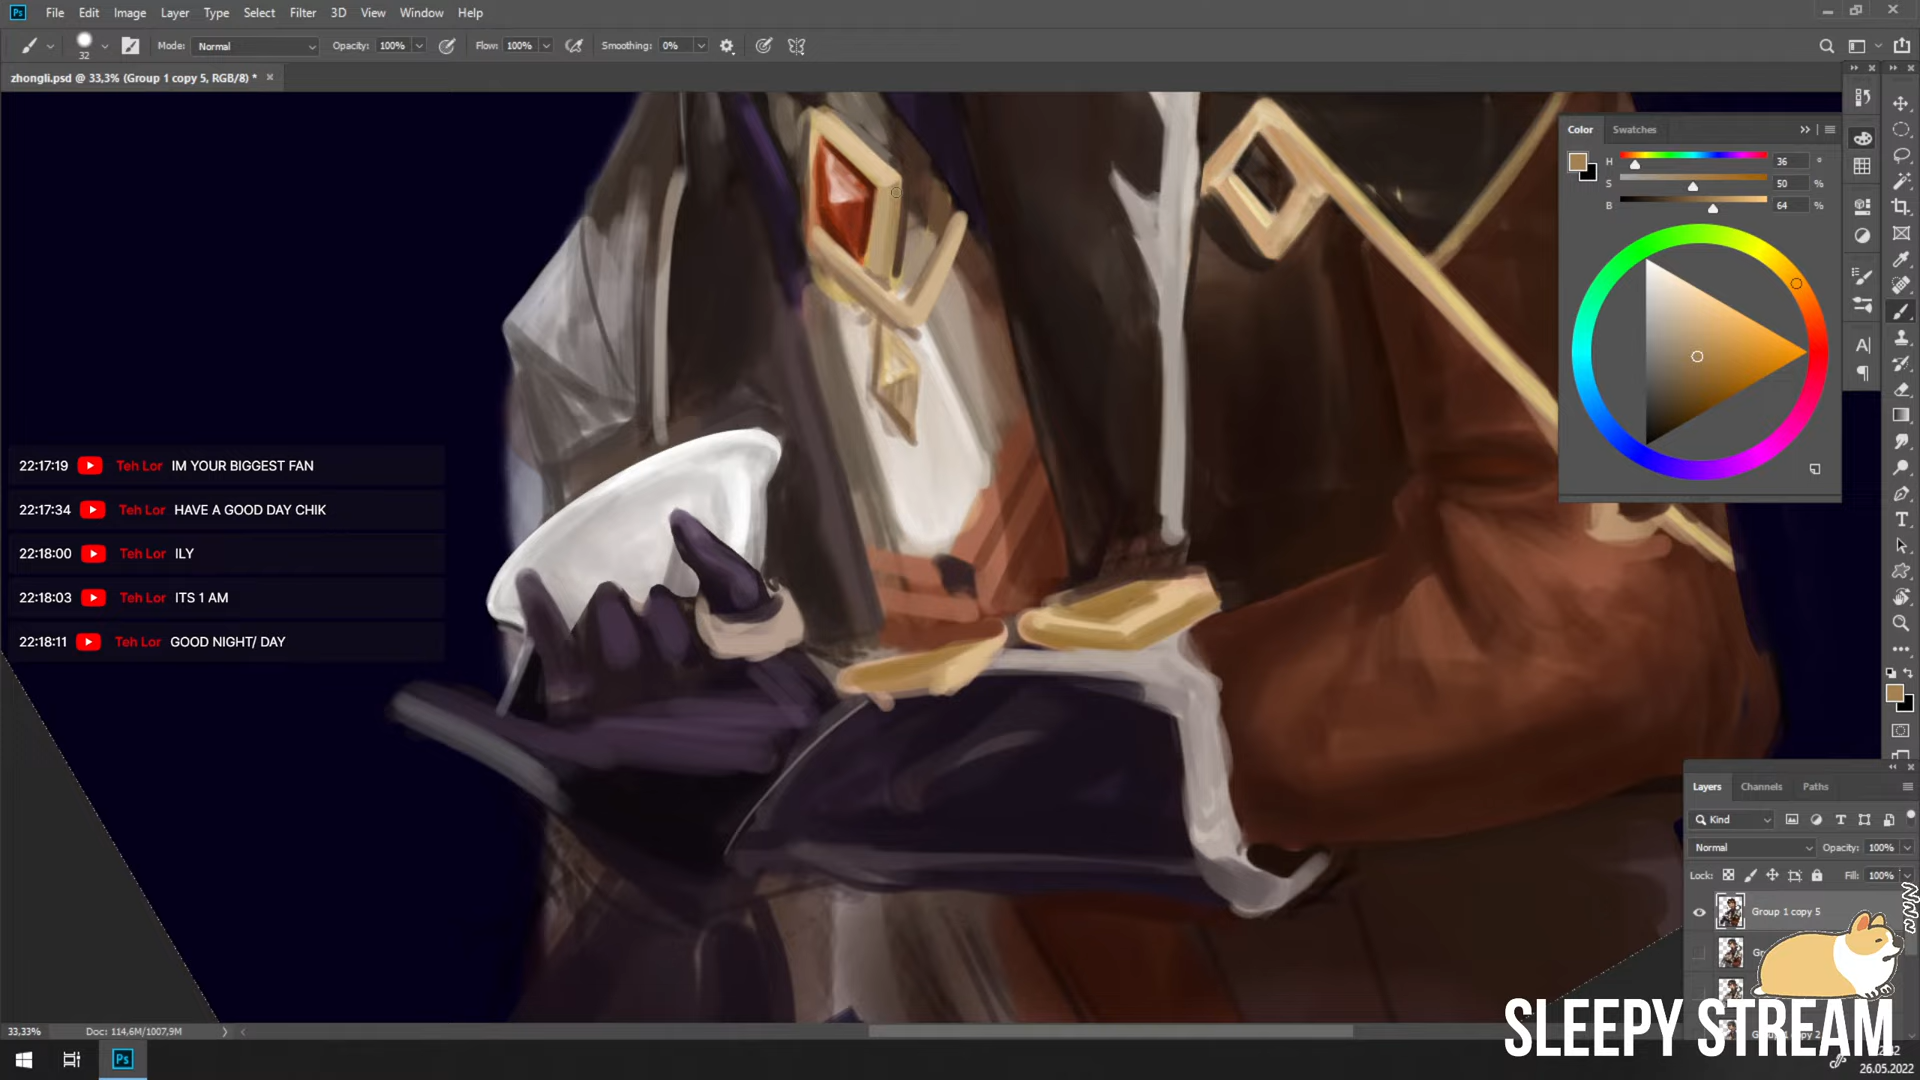 Ps File Edit Image Layer Type Select Filter 3D View Window Help
32 Mode: Normal Opacity: 100% Flow: 100% Smoothing: 0%
zhongli.psd @ 33,3% (Group 1 copy 5, RGB/8) * ×
Color Swatches
H 36 °
S 50 %
B 64 %
22:17:19 Teh Lor IM YOUR BIGGEST FAN
22:17:34 Teh Lor HAVE A GOOD DAY CHIK
22:18:00 Teh Lor ILY
22:18:03 Teh Lor ITS 1 AM
22:18:11 Teh Lor GOOD NIGHT/ DAY
Layers Channels Paths
Kind
Normal Opacity: 100%
Lock: Fill: 100%
Group 1 copy 5
SLEEPY STREAM
33,33% Doc: 114,6M/1007,9M
Ps
26.05.2022